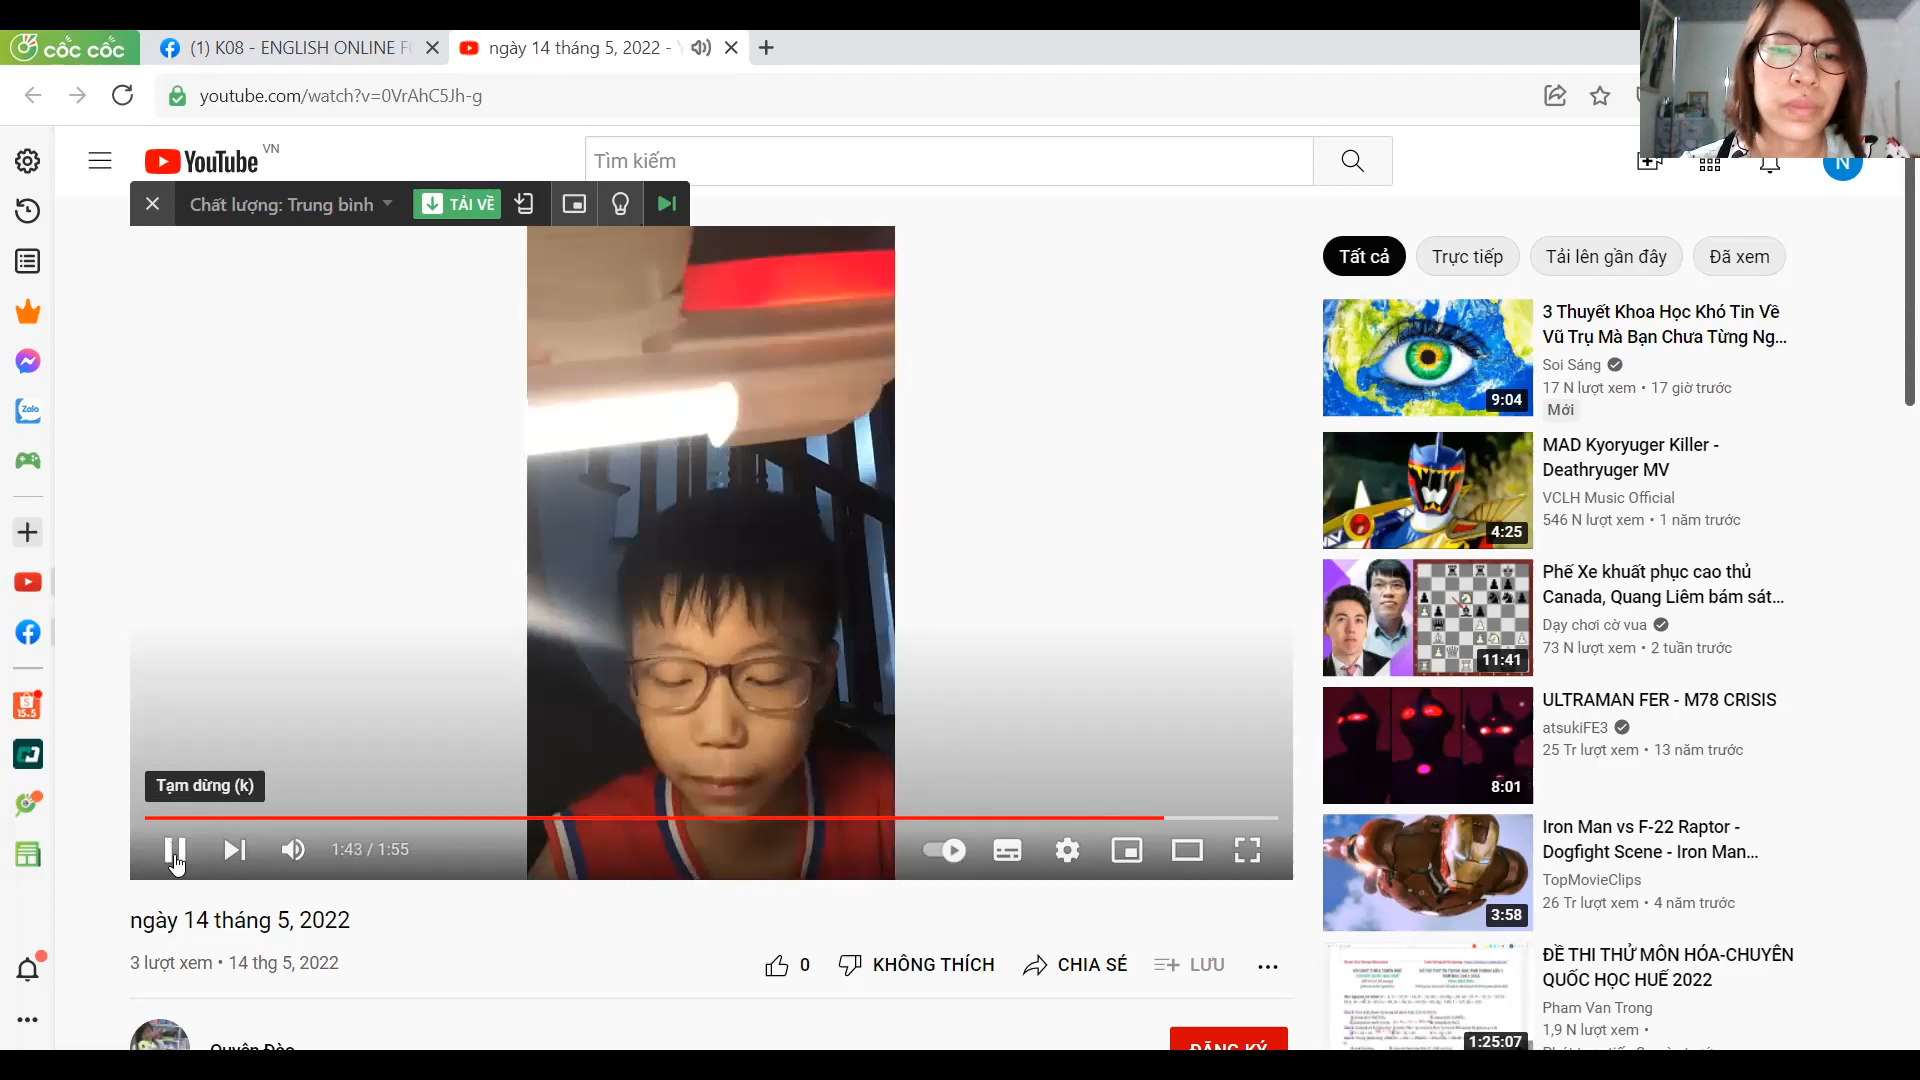 cốc cốc
(1) K08 - ENGLISH ONLINE F
ngày 14 tháng 5, 2022 -
youtube.com/watch?v=0VrAhC5Jh-g
YouTube VN
Tìm kiếm
N
Chất lượng: Trung bình
TẢI VỀ
Zalo
15.5
Tất cả
Trực tiếp
Tải lên gần đây
Đã xem
3 Thuyết Khoa Học Khó Tin Về
Vũ Trụ Mà Bạn Chưa Từng Ng...
Soi Sáng
17 N lượt xem • 17 giờ trước
Mới
9:04
MAD Kyoryuger Killer -
Deathryuger MV
VCLH Music Official
546 N lượt xem • 1 năm trước
4:25
Phế Xe khuất phục cao thủ
Canada, Quang Liêm bám sát...
Dạy chơi cờ vua
73 N lượt xem • 2 tuần trước
11:41
ULTRAMAN FER - M78 CRISIS
atsukiFE3
25 Tr lượt xem • 13 năm trước
8:01
Iron Man vs F-22 Raptor -
Dogfight Scene - Iron Man...
TopMovieClips
26 Tr lượt xem • 4 năm trước
3:58
ĐỀ THI THỬ MÔN HÓA-CHUYÊN
QUỐC HỌC HUẾ 2022
Pham Van Trong
1,9 N lượt xem •
1:25:07
Tạm dừng (k)
1:43 / 1:55
ngày 14 tháng 5, 2022
3 lượt xem • 14 thg 5, 2022
0
KHÔNG THÍCH
CHIA SẺ
LƯU
Quyên Đào
ĐĂNG KÝ